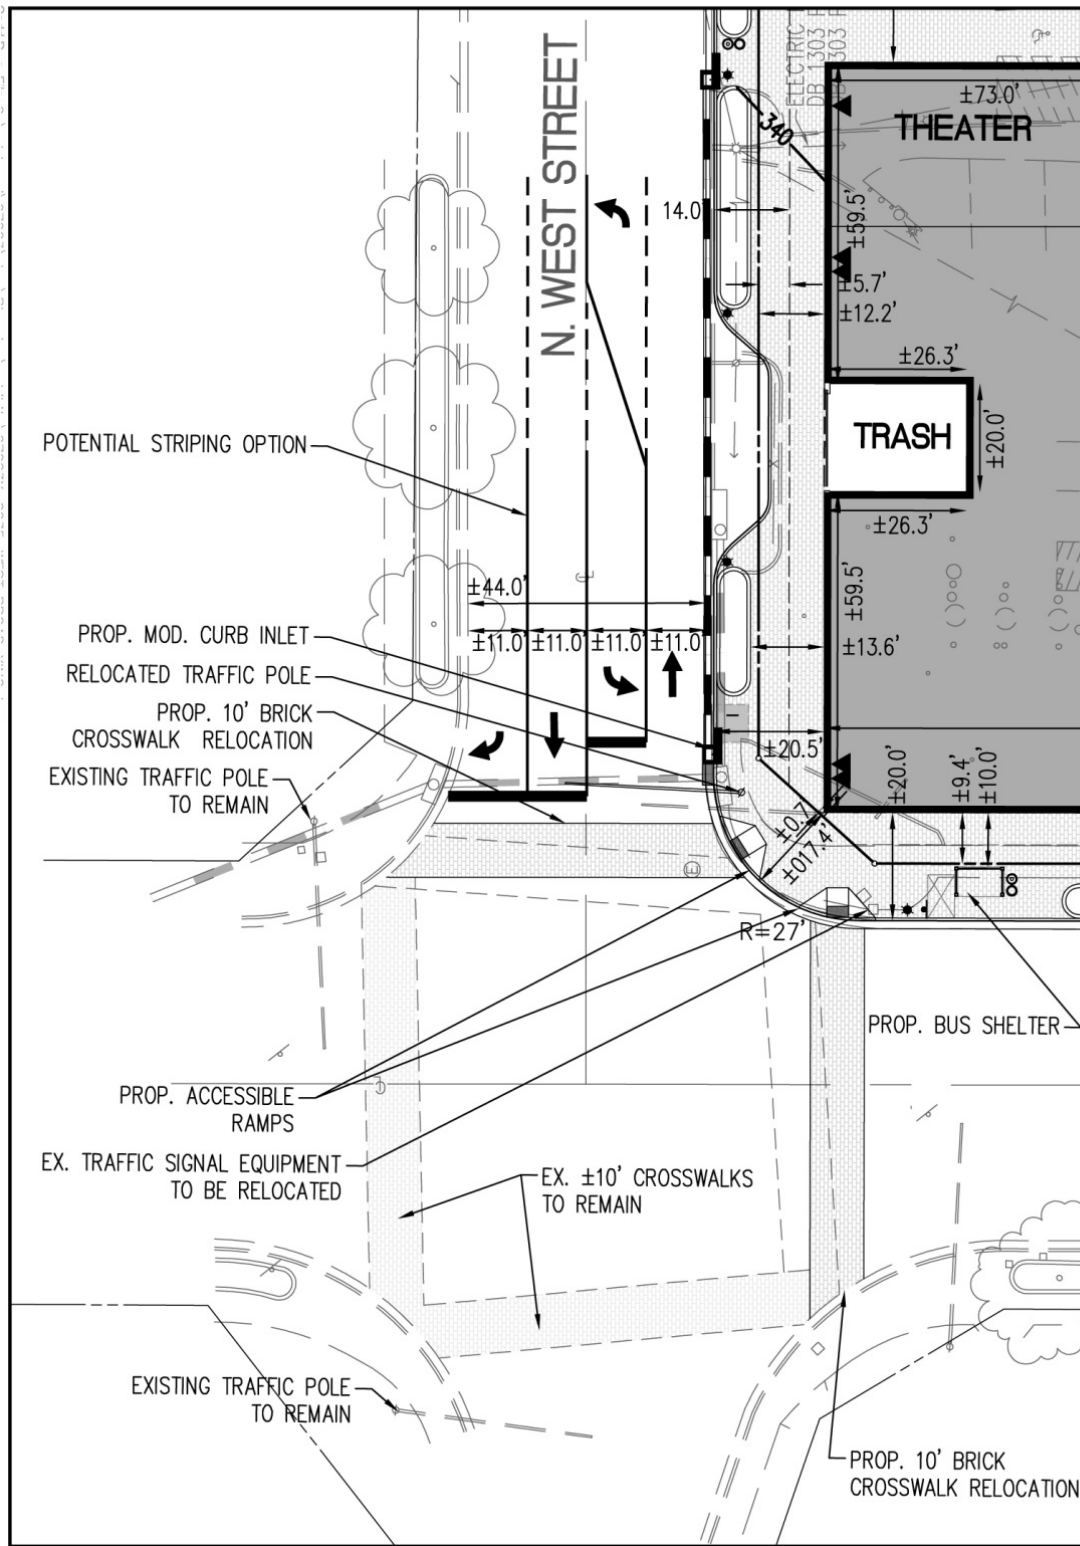 ELECTRIC
DB 1303
DB 1303
±73.0'
THEATER
340
N. WEST STREET
14.0'
±59.5'
±5.7'
±12.2'
±26.3'
TRASH
±20.0'
±26.3'
POTENTIAL STRIPING OPTION
±44.0'
±59.5'
±11.0'
±11.0'
±11.0'
±11.0'
±13.6'
PROP. MOD. CURB INLET
RELOCATED TRAFFIC POLE
PROP. 10' BRICK
CROSSWALK RELOCATION
±20.5'
EXISTING TRAFFIC POLE
TO REMAIN
±20.0'
±9.4'
±10.0'
±0.7'
±017.4'
E
R=27'
PROP. BUS SHELTER
PROP. ACCESSIBLE
RAMPS
EX. TRAFFIC SIGNAL EQUIPMENT
TO BE RELOCATED
EX. ±10' CROSSWALKS
TO REMAIN
EXISTING TRAFFIC POLE
TO REMAIN
PROP. 10' BRICK
CROSSWALK RELOCATION